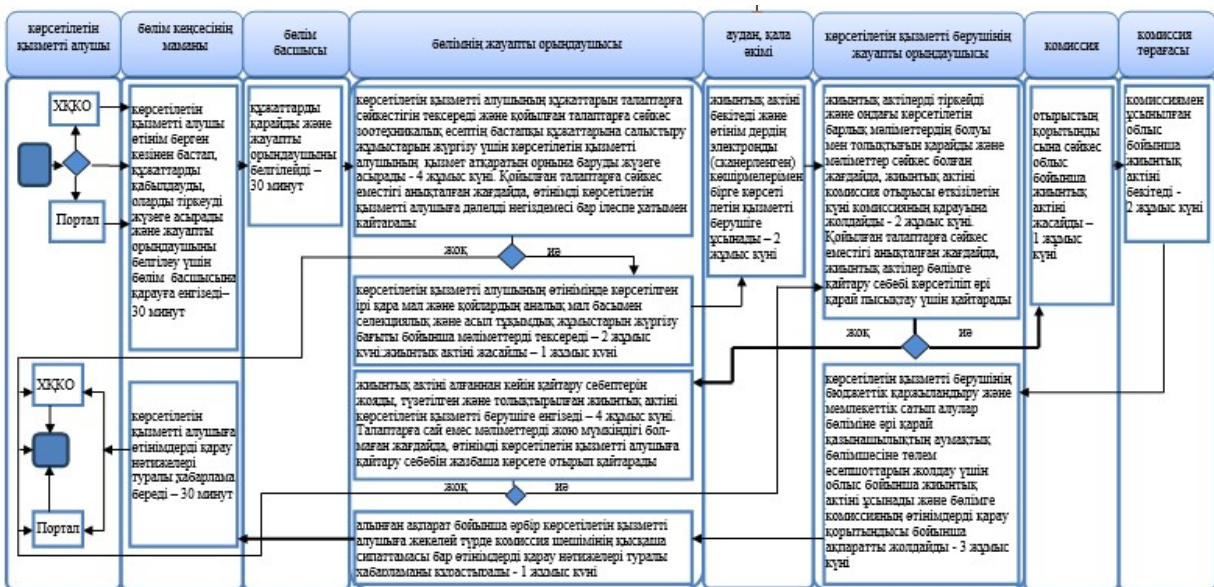 көрсетілетін
қызметті алушы
бөлім кеңсесінің
маманы
бөлім
басшысы
бөлімнің жауапты орындаушысы
аудан, қала
әкімі
көрсетілетін қызметті берушінің
жауапты орындаушысы
комиссия
комиссия
төрағасы
ХҚКО
Портал
көрсетілетін
қызметті алушы
өтінім берген
кезінен бастап,
құжаттарды
қабылдауды,
оларды тіркеуді
жүзеге асырады
және жауапты
орындаушыны
белгілеу үшін
бөлім басшысына
қарауға енгізеді–
30 минут
құжаттарды
қарайды және
жауапты
орындаушыны
белгілейді –
30 минут
көрсетілетін қызметті алушының құжаттарын талаптарға
сәйкестігін тексереді және қойылған талаптарға сәйкес
зоотехникалық есептің бастапқы құжаттарына салыстыру
жұмыстарын жүргізу үшін көрсетілетін қызметті
алушының қызмет атқаратын орнына баруды жүзеге
асырады - 4 жұмыс күні. Қойылған талаптарға сәйкес
еместігі анықталған жағдайда, өтінімді көрсетілетін
қызметті алушыға дәлелді негіздемесі бар ілеспе хатымен
қайтарады
жоқ
иә
көрсетілетін қызметті алушының өтінімінде көрсетілген
ірі қара мал және қойлардың аналық мал басымен
селекциялық және асыл тұқымдық жұмыстарын жүргізу
бағыты бойынша мәліметтерді тексереді – 2 жұмыс
күні;жиынтық актіні жасайды – 1 жұмыс күні
жиынтық актіні алғаннан кейін қайтару себептерін
жояды, түзетілген және толықтырылған жиынтық актіні
көрсетілетін қызметті берушіге енгізеді – 4 жұмыс күні.
Талаптарға сай емес мәліметтерді жою мүмкіндігі бол-
маған жағдайда, өтінімді көрсетілетін қызметті алушыға
қайтару себебін жазбаша көрсете отырып қайтарады
жоқ
иә
алынған ақпарат бойынша әрбір көрсетілетін қызметті
алушыға жекелей түрде комиссия шешімінің қысқаша
сипаттамасы бар өтінімдерді қарау нәтижелері туралы
хабарламаны құрастырады - 1 жұмыс күні
жиынтық актіні
бекітеді және
өтінім дердің
электронды
(сканерленген)
көшірмелерімен
бірге көрсеті
летін қызметті
берушіге
ұсынады – 2
жұмыс күні
жиынтық актілерді тіркейді
және ондағы көрсетілетін
барлық мәліметтердің болуы
мен толықтығын қарайды және
мәліметтер сәйкес болған
жағдайда, жиынтық актіні
комиссия отырысы өткізілетін
күні комиссияның қарауына
жолдайды - 2 жұмыс күні.
Қойылған талаптарға сәйкес
еместігі анықталған жағдайда,
жиынтық актілер бөлімге
қайтару себебі көрсетіліп әрі
қарай пысықтау үшін қайтарады
жоқ
иә
көрсетілетін қызметті берушінің
бюджеттік қаржыландыру және
мемлекеттік сатып алулар
бөліміне әрі қарай
қазынашылықтың аумақтық
бөлімшесіне төлем
есепшоттарын жолдау үшін
облыс бойынша жиынтық
актіні ұсынады және бөлімге
комиссияның өтінімдерді қарау
қорытындысы бойынша
ақпаратты жолдайды - 3 жұмыс
күні
отырыстың
қорытынды
сына сәйкес
облыс
бойынша
жиынтық
актіні
жасайды –
1 жұмыс
күні
комиссиямен
ұсынылған
облыс
бойынша
жиынтық
актіні
бекітеді -
2 жұмыс күні
ХҚКО
Портал
көрсетілетін
қызметті алушыға
өтінімдерді қарау
нәтижелері
туралы хабарлама
береді – 30 минут